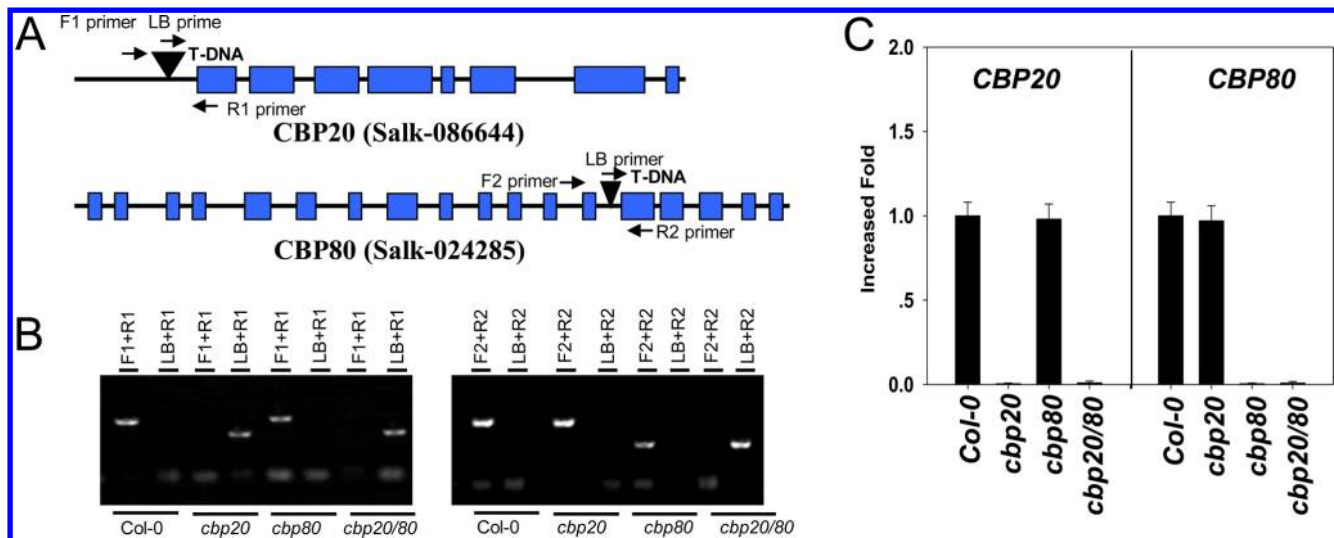 A
F1 primer
LB prime
T-DNA
R1 primer
CBP20 (Salk-086644)
LB primer
F2 primer
T-DNA
R2 primer
CBP80 (Salk-024285)
B
F1+R1
LB+R1
F1+R1
LB+R1
F1+R1
LB+R1
F1+R1
LB+R1
Col-0
cbp20
cbp80
cbp20/80
F2+R2
LB+R2
F2+R2
LB+R2
F2+R2
LB+R2
F2+R2
LB+R2
Col-0
cbp20
cbp80
cbp20/80
C
Increased Fold
2.0
1.5
1.0
.5
0.0
CBP20
CBP80
Col-0
cbp20
cbp80
cbp20/80
Col-0
cbp20
cbp80
cbp20/80